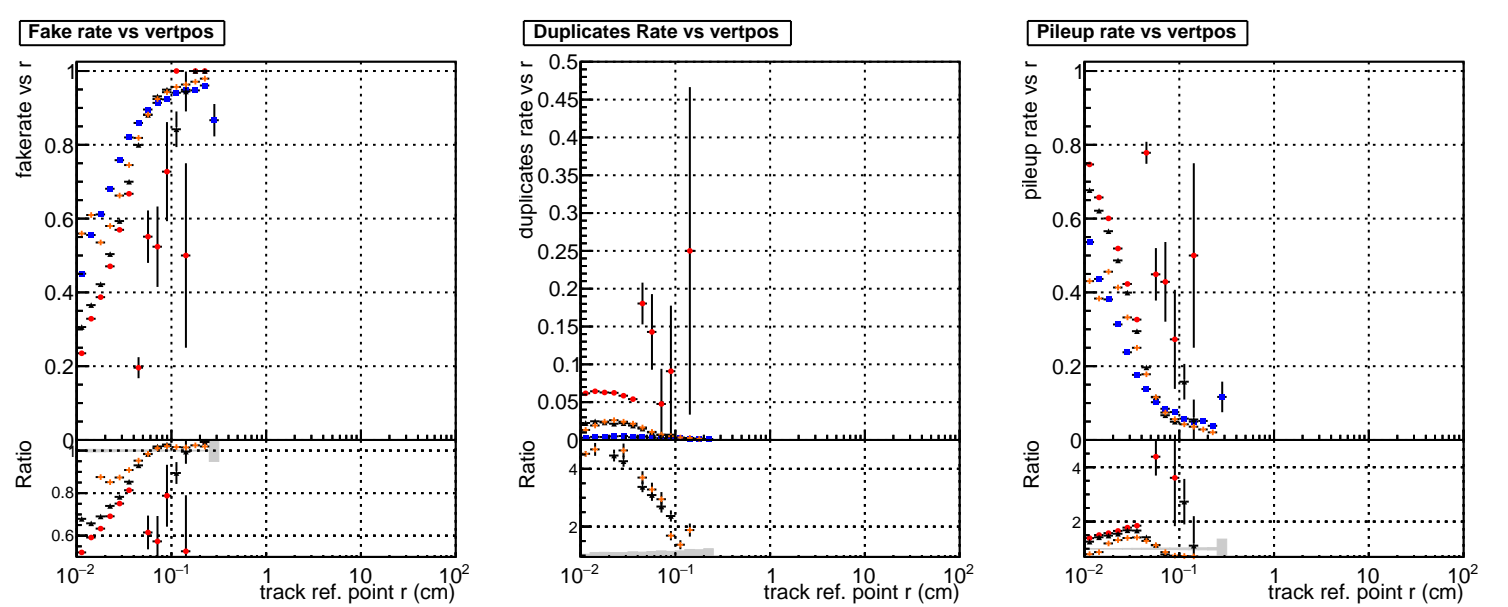 Fake rate vs vertpos
fakerate vs r
1
0.8
0.6
0.4
0.2
0
Ratio
1
0.8
0.6
10⁻² 10⁻¹ 1 10 10²
track ref. point r (cm)
Duplicates Rate vs vertpos
duplicates rate vs r
0.5
0.45
0.4
0.35
0.3
0.25
0.2
0.15
0.1
0.05
0
Ratio
4
2
10⁻² 10⁻¹ 1 10 10²
track ref. point r (cm)
Pileup rate vs vertpos
pileup rate vs r
1
0.8
0.6
0.4
0.2
0
Ratio
4
2
10⁻² 10⁻¹ 1 10 10²
track ref. point r (cm)